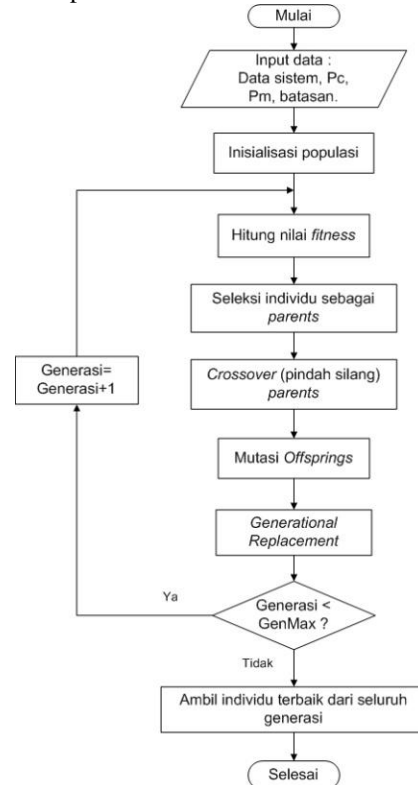 Mulai
Input data :
Data sistem, Pc,
Pm, batasan.
Inisialisasi populasi
Hitung nilai fitness
Seleksi individu sebagai
parents
Crossover (pindah silang)
parents
Generasi=
Generasi+1
Mutasi Offsprings
Generational
Replacement
Ya
Generasi <
GenMax ?
Tidak
Ambil individu terbaik dari seluruh
generasi
Selesai